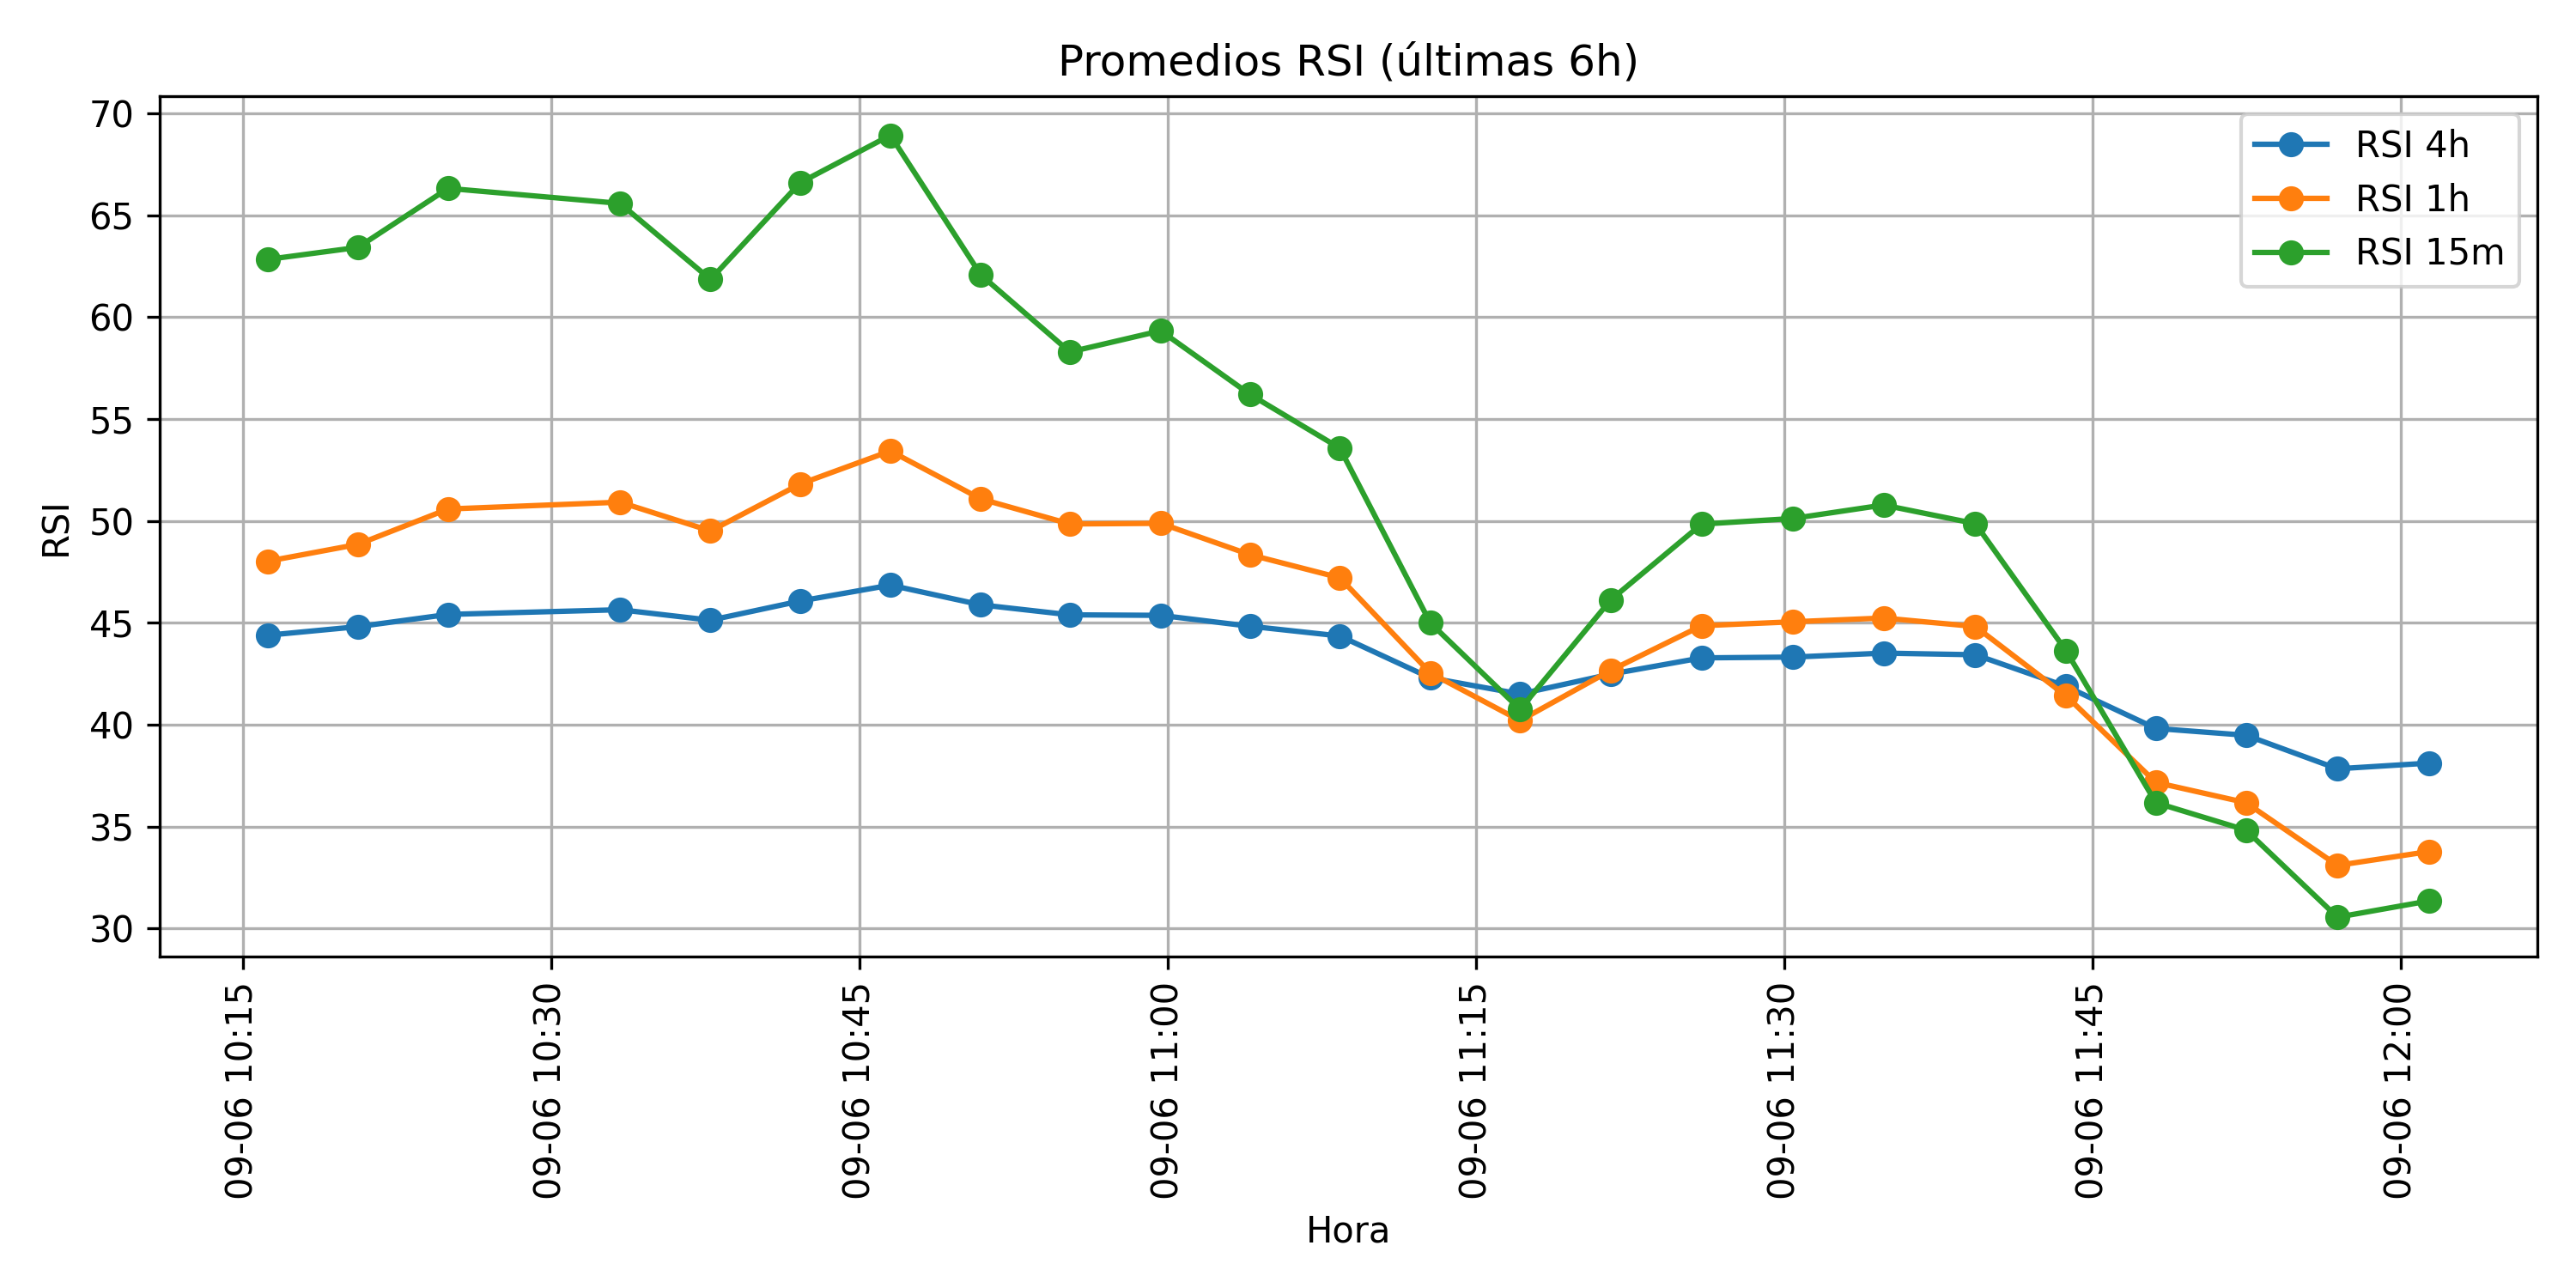 Promedios RSI (últimas 6h)
RSI 4h
RSI 1h
RSI 15m
RSI
70
65
60
55
50
45
40
35
30
09-06 10:15
09-06 10:30
09-06 10:45
09-06 11:00
09-06 11:15
09-06 11:30
09-06 11:45
09-06 12:00
Hora